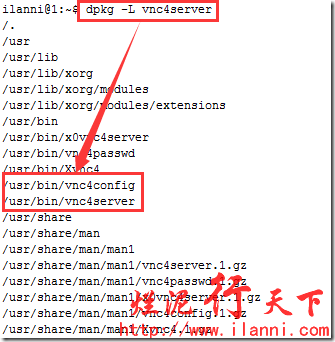 ilanni@1:~$ dpkg -L vnc4server
/.
/usr
/usr/lib
/usr/lib/xorg
/usr/lib/xorg/modules
/usr/lib/xorg/modules/extensions
/usr/bin
/usr/bin/x0vnc4server
/usr/bin/vnc4passwd
/usr/bin/Xvnc4
/usr/bin/vnc4config
/usr/bin/vnc4server
/usr/share
/usr/share/man
/usr/share/man/man1
/usr/share/man/man1/vnc4server.1.gz
/usr/share/man/man1/vnc4passwd.1.gz
/usr/share/man/man1/x0vnc4server.1.gz
/usr/share/man/man1/vnc4config.1.gz
/usr/share/man/man1/Xvnc4.1.gz
烂泥行天下
http://www.ilanni.com